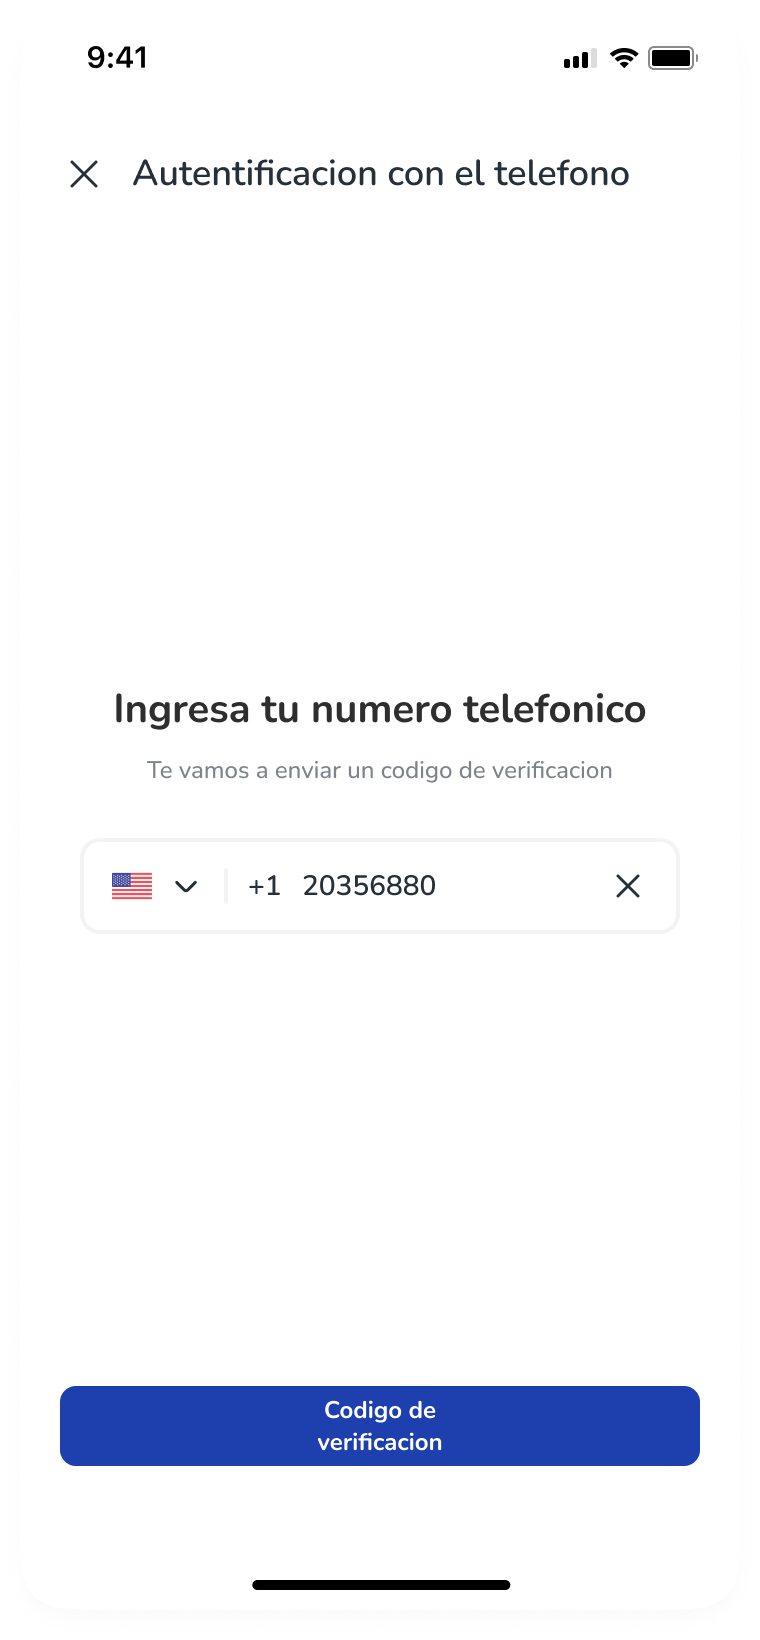 9:41
Autentificacion con el telefono
Ingresa tu numero telefonico
Te vamos a enviar un codigo de verificacion
+1 20356880
Codigo de
verificacion